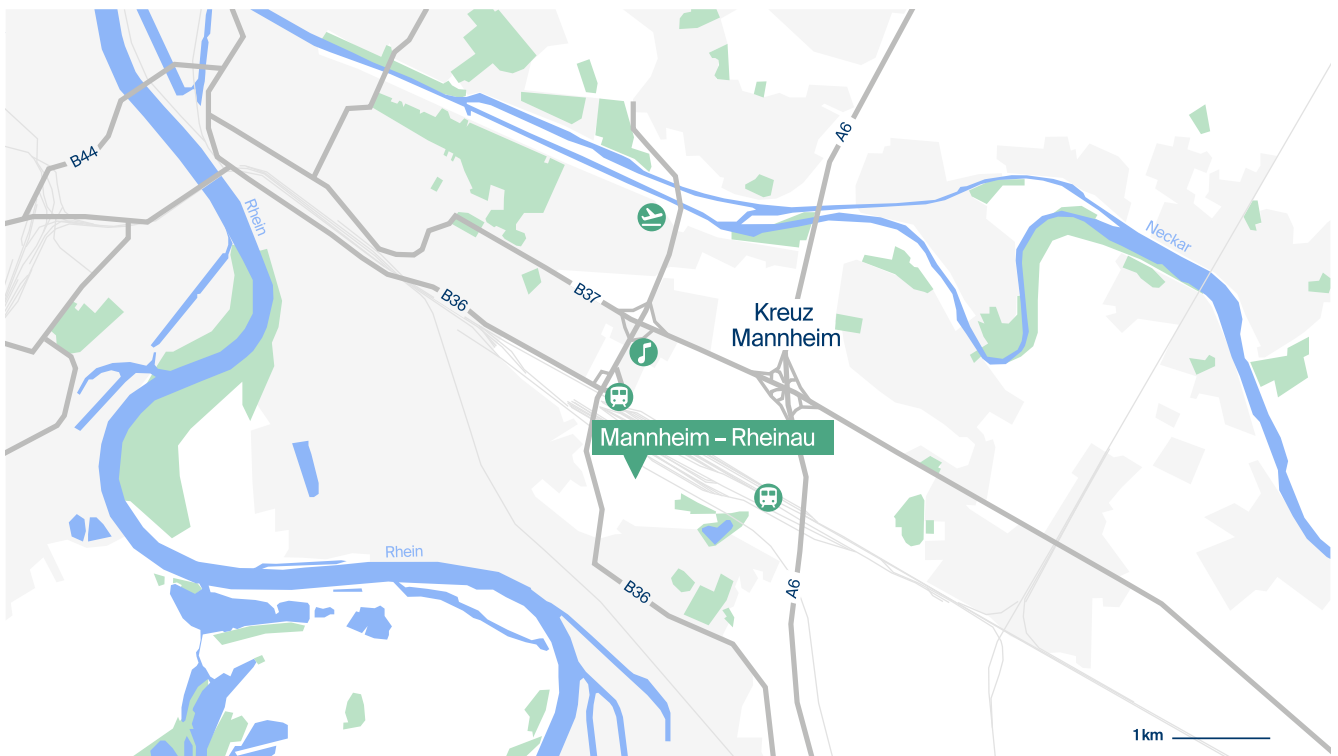 A6
B44
Rhein
Neckar
B37
B36
Kreuz
Mannheim
Mannheim – Rheinau
Rhein
B36
A6
1 km